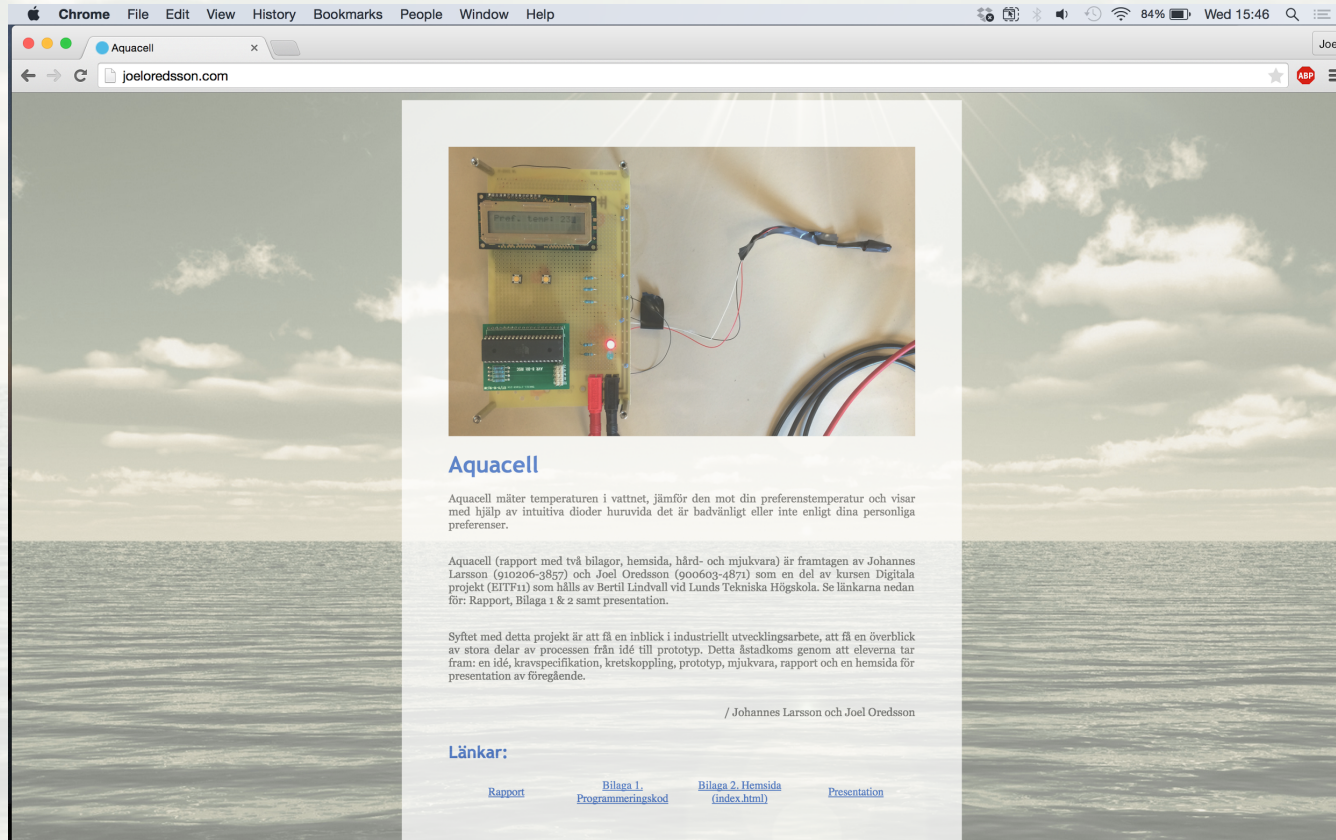 Chrome File Edit View History Bookmarks People Window Help 84% Wed 15:46
Aquacell
Joe
joeloredsson.com
ABP
Pref. temp:
Aquacell
Aquacell mäter temperaturen i vattnet, jämför den mot din preferenstemperatur och visar
med hjälp av intuitiva dioder huruvida det är badvänligt eller inte enligt dina personliga
preferenser.
Aquacell (rapport med två bilagor, hemsida, hård- och mjukvara) är framtagen av Johannes
Larsson (910206-3857) och Joel Oredsson (900603-4871) som en del av kursen Digitala
projekt (EITF11) som hålls av Bertil Lindvall vid Lunds Tekniska Högskola. Se länkarna nedan
för: Rapport, Bilaga 1 & 2 samt presentation.
Syftet med detta projekt är att få en inblick i industriellt utvecklingsarbete, att få en överblick
av stora delar av processen från idé till prototyp. Detta åstadkoms genom att eleverna tar
fram: en idé, kravspecifikation, kretskoppling, prototyp, mjukvara, rapport och en hemsida för
presentation av föregående.
/ Johannes Larsson och Joel Oredsson
Länkar:
Rapport
Bilaga 1.
Programmeringskod
Bilaga 2. Hemsida
(index.html)
Presentation